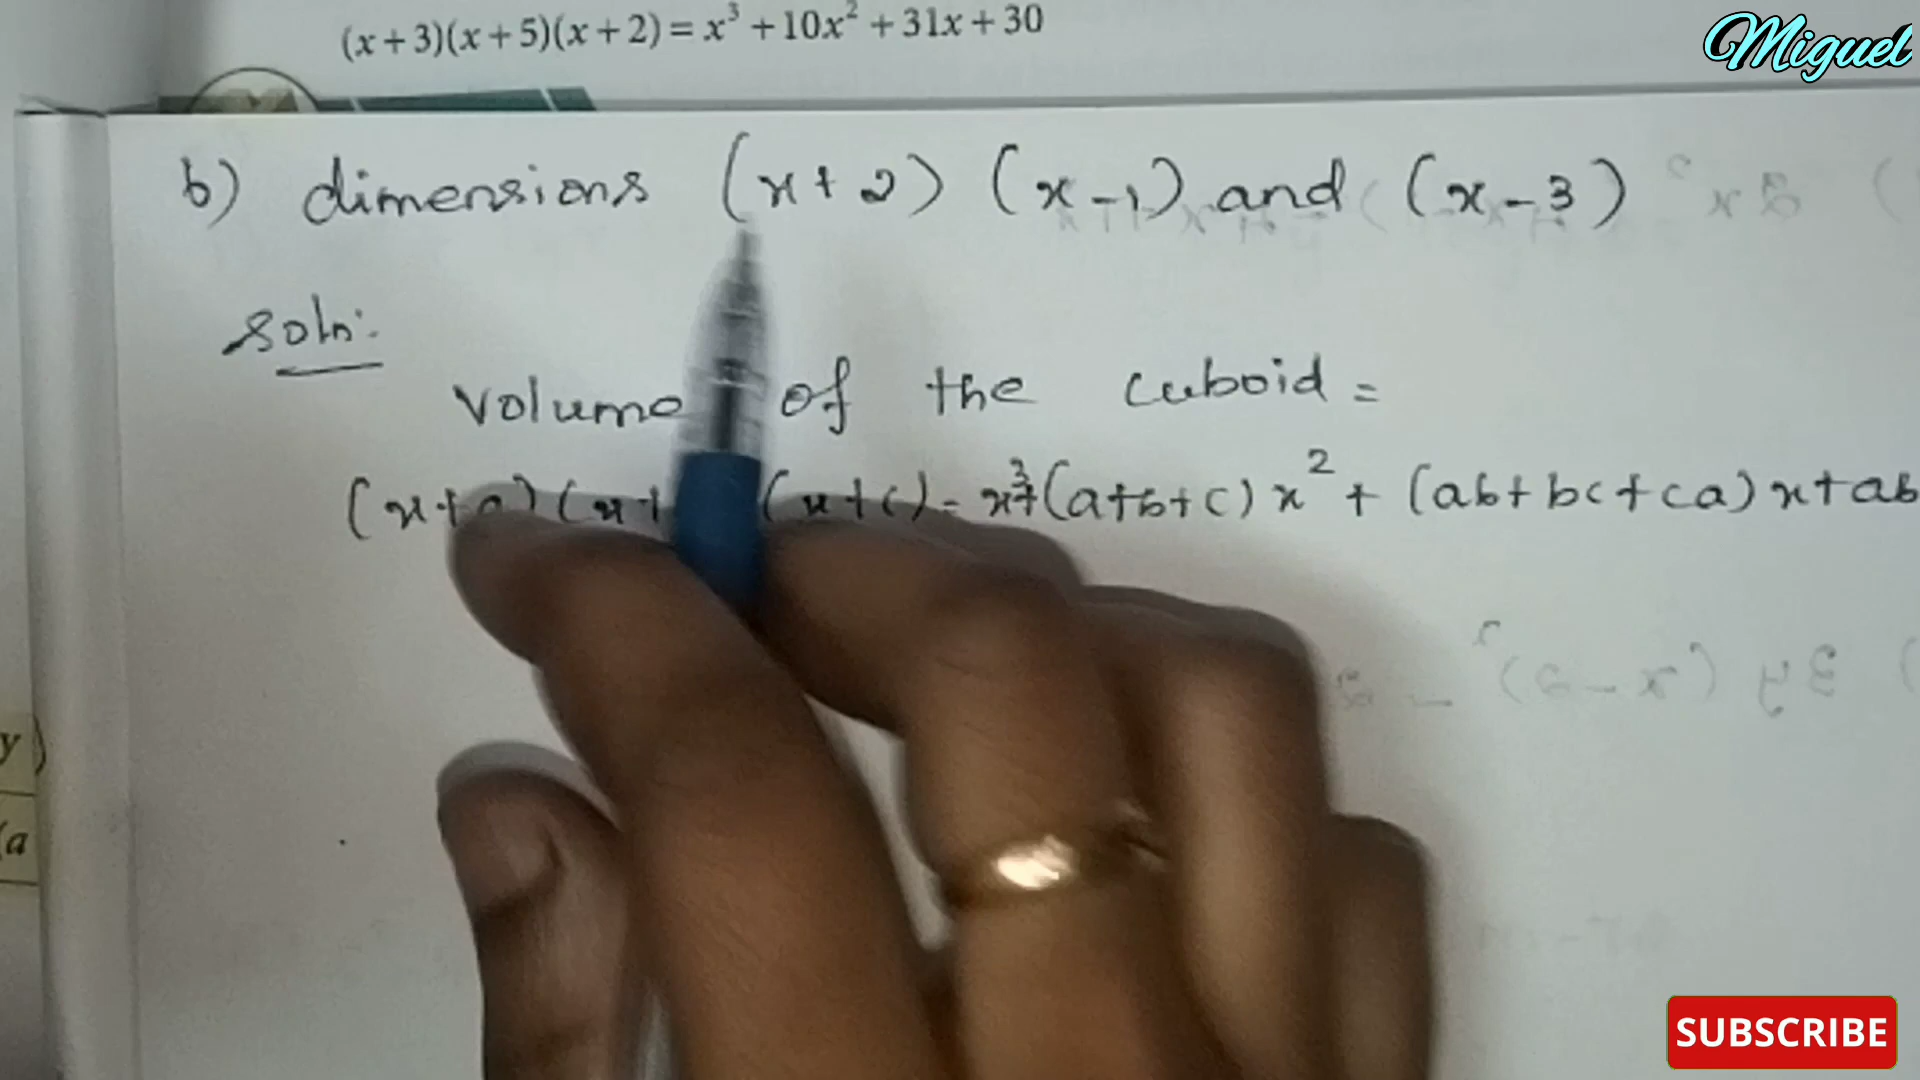 (x+3)(x+5)(x+2) = x³ + 10x² + 31x + 30
Miguel
b) dimensions (x+2) (x-1) and (x-3)
soln:
Volume of the cuboid =
(x+a) (x+ (x+c) = x³+(a+b+c) x² + (ab+bc+ca) x+ab
y)
(a
SUBSCRIBE